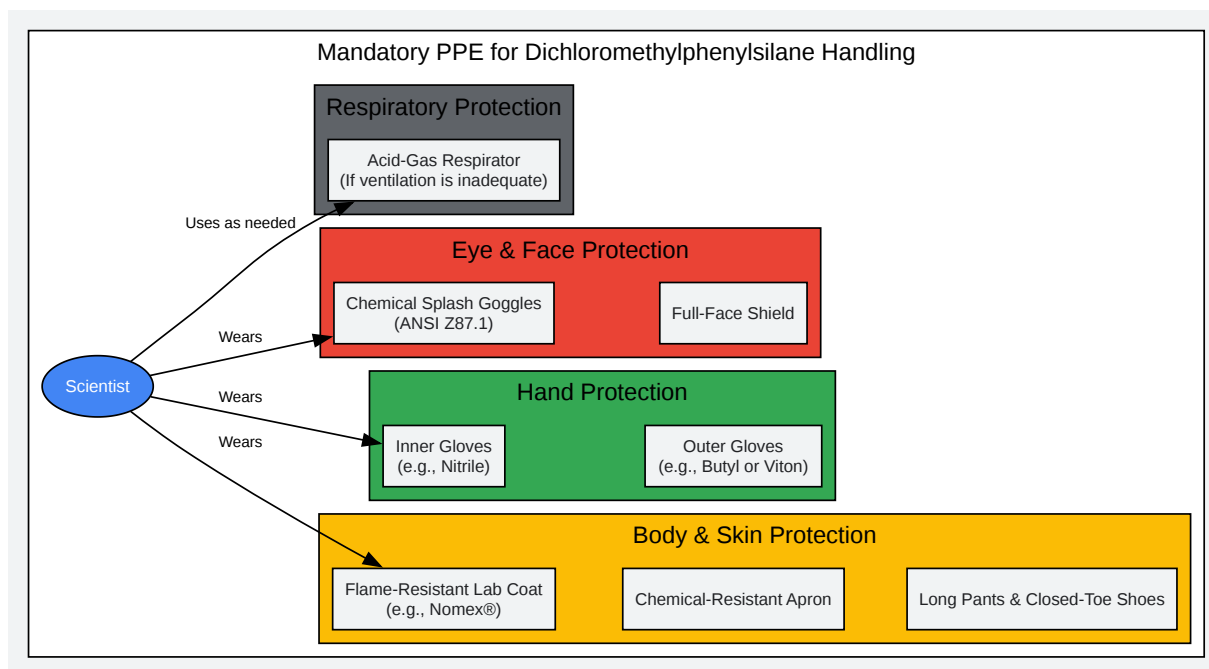 Mandatory PPE for Dichloromethylphenylsilane Handling
Respiratory Protection
Acid-Gas Respirator
(If ventilation is inadequate)
Uses as needed
Eye & Face Protection
Chemical Splash Goggles
(ANSI Z87.1)
Full-Face Shield
Wears
Scientist
Hand Protection
Wears
Inner Gloves
(e.g., Nitrile)
Outer Gloves
(e.g., Butyl or Viton)
Wears
Body & Skin Protection
Flame-Resistant Lab Coat
(e.g., Nomex®)
Chemical-Resistant Apron
Long Pants & Closed-Toe Shoes